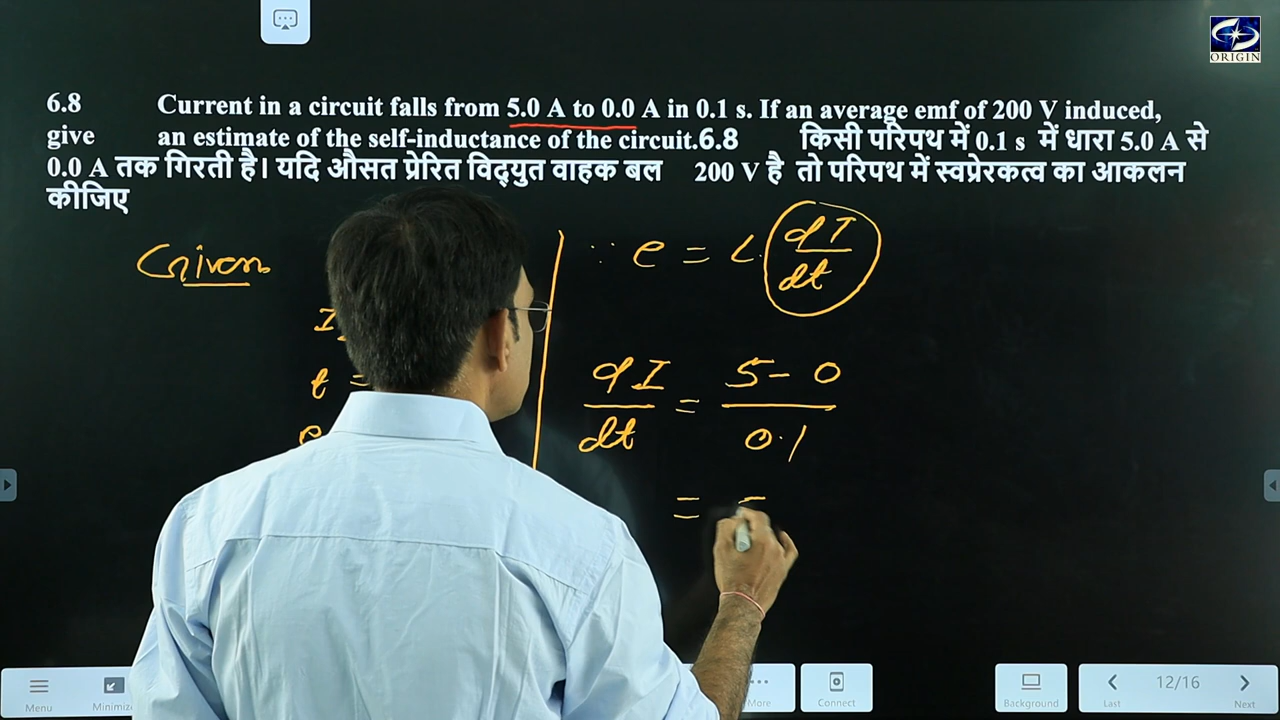 ORIGIN
6.8 Current in a circuit falls from 5.0 A to 0.0 A in 0.1 s. If an average emf of 200 V induced,
give an estimate of the self-inductance of the circuit.6.8 किसी परिपथ में 0.1 s में धारा 5.0 A से
0.0 A तक गिरती है। यदि औसत प्रेरित विद्युत वाहक बल 200 V है तो परिपथ में स्वप्रेरकत्व का आकलन
कीजिए
Given
I
t =
e
∵ e = L. dI/dt
dI/dt = 5-0/0.1
=
Menu
Minimize
More
Connect
Background
Last
12/16
Next